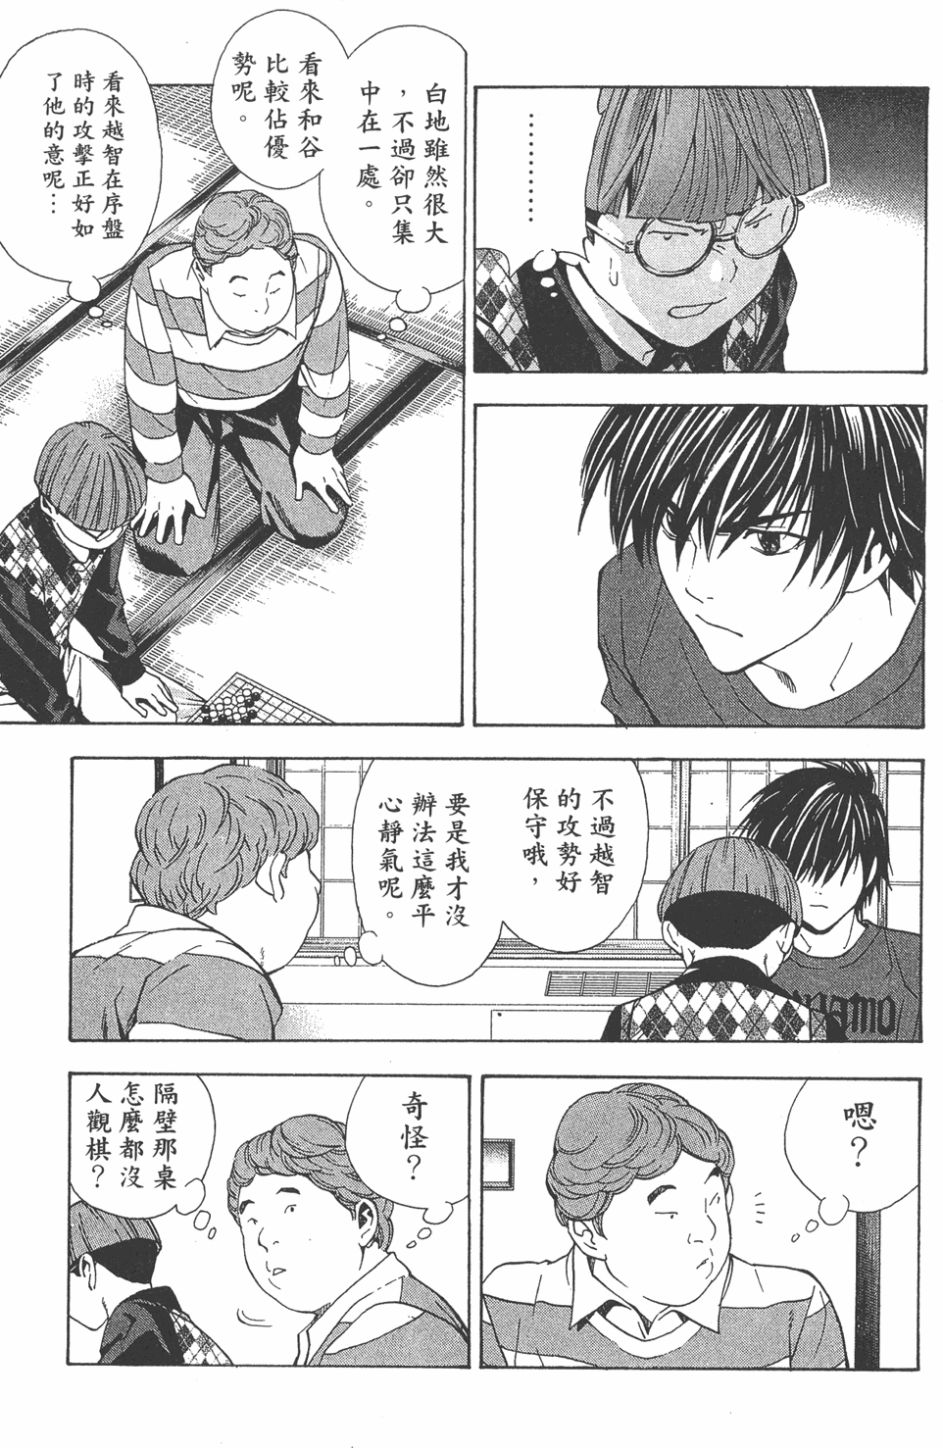 ⋯⋯⋯⋯
白地雖然很大
，不過卻只集
中在一處。
看來和谷
比較佔優
勢呢。
看來越智在序盤
時的攻擊正好如
了他的意呢…
不過越智
的攻勢好
保守哦，
要是我才沒
辦法這麼平
心靜氣呢。
NAMO
嗯？
奇怪？
隔壁那桌
怎麼都沒
人觀棋？